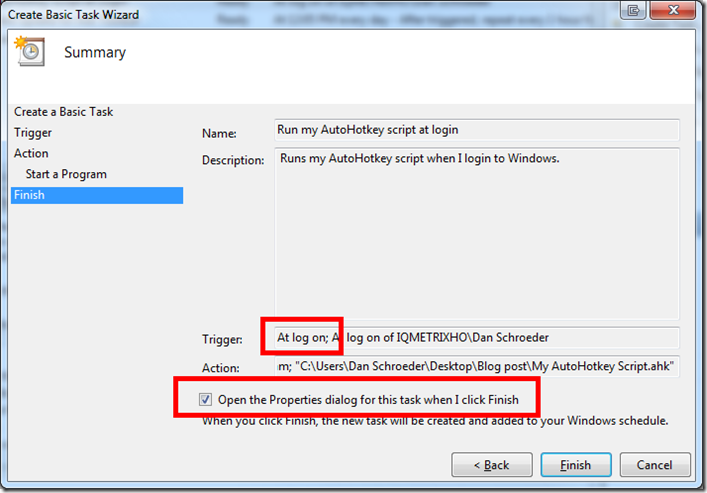 Create Basic Task Wizard
Summary
Create a Basic Task
Trigger
Action
Start a Program
Finish
Name:
Run my AutoHotkey script at login
Description:
Runs my AutoHotkey script when I login to Windows.
Trigger:
At log on; At log on of IQMETRIXHO\Dan Schroeder
Action:
"C:\Users\Dan Schroeder\Desktop\Blog post\My AutoHotkey Script.ahk"
Open the Properties dialog for this task when I click Finish
When you click Finish, the new task will be created and added to your Windows schedule.
< Back
Finish
Cancel